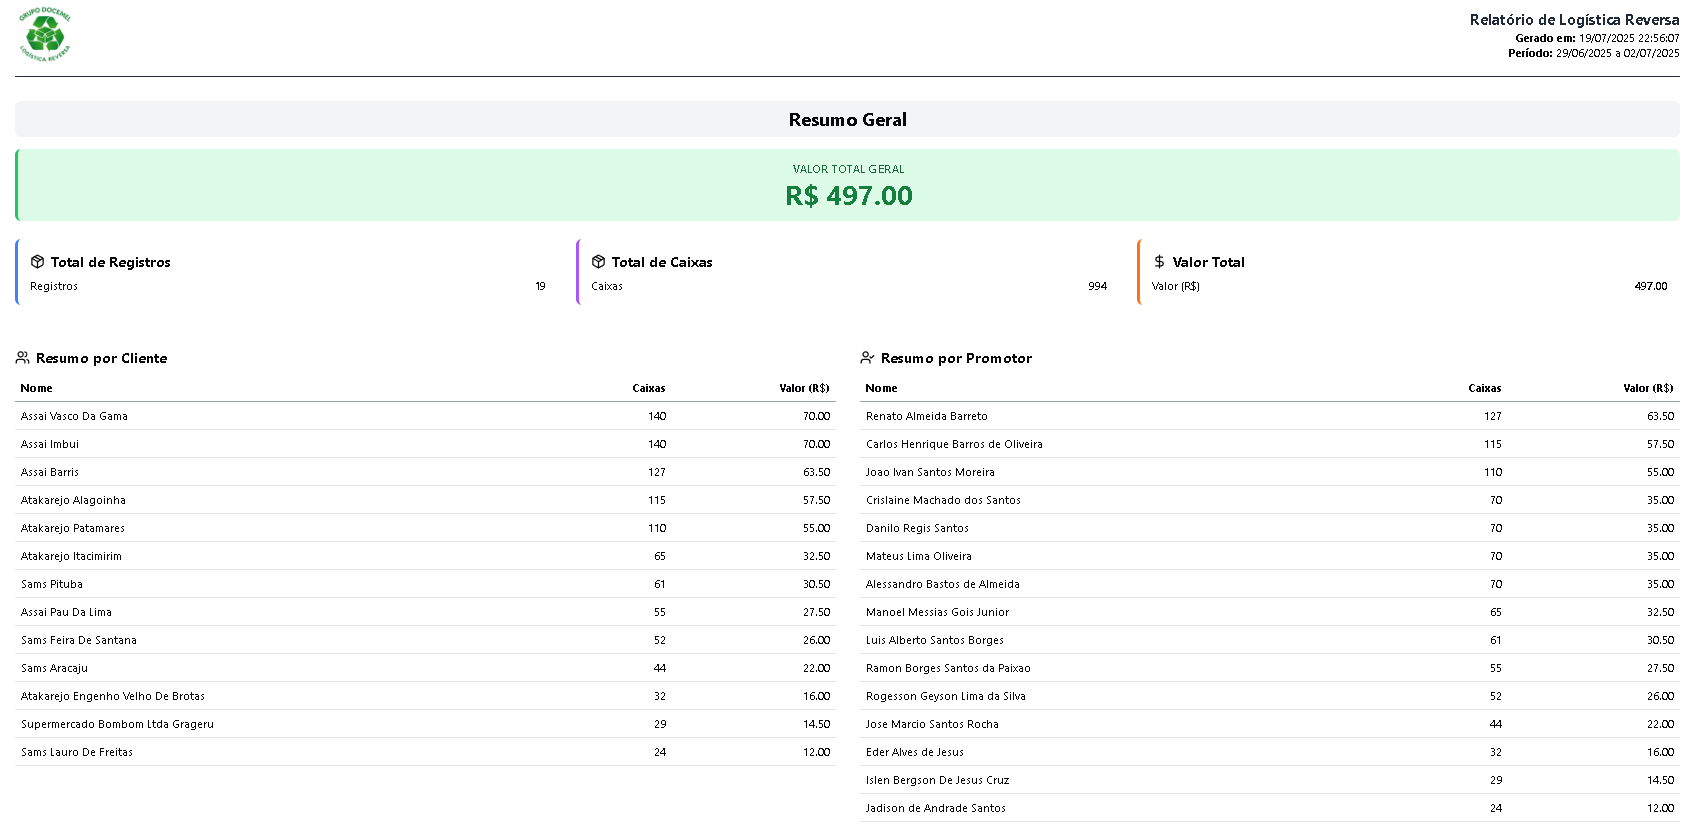 GRUPO DOCEMEL
LOGÍSTICA REVERSA
Relatório de Logística Reversa
Gerado em: 19/07/2025 22:56:07
Período: 29/06/2025 a 02/07/2025
Resumo Geral
VALOR TOTAL GERAL
R$ 497.00
Total de Registros
Registros 19
Total de Caixas
Caixas 994
Valor Total
Valor (R$) 497.00
Resumo por Cliente
Nome Caixas Valor (R$)
Assai Vasco Da Gama 140 70.00
Assai Imbui 140 70.00
Assai Barris 127 63.50
Atakarejo Alagoinha 115 57.50
Atakarejo Patamares 110 55.00
Atakarejo Itacimirim 65 32.50
Sams Pituba 61 30.50
Assai Pau Da Lima 55 27.50
Sams Feira De Santana 52 26.00
Sams Aracaju 44 22.00
Atakarejo Engenho Velho De Brotas 32 16.00
Supermercado Bombom Ltda Grageru 29 14.50
Sams Lauro De Freitas 24 12.00
Resumo por Promotor
Nome Caixas Valor (R$)
Renato Almeida Barreto 127 63.50
Carlos Henrique Barros de Oliveira 115 57.50
Joao Ivan Santos Moreira 110 55.00
Crislaine Machado dos Santos 70 35.00
Danilo Regis Santos 70 35.00
Mateus Lima Oliveira 70 35.00
Alessandro Bastos de Almeida 70 35.00
Manoel Messias Gois Junior 65 32.50
Luis Alberto Santos Borges 61 30.50
Ramon Borges Santos da Paixao 55 27.50
Rogesson Geyson Lima da Silva 52 26.00
Jose Marcio Santos Rocha 44 22.00
Eder Alves de Jesus 32 16.00
Islen Bergson De Jesus Cruz 29 14.50
Jadison de Andrade Santos 24 12.00